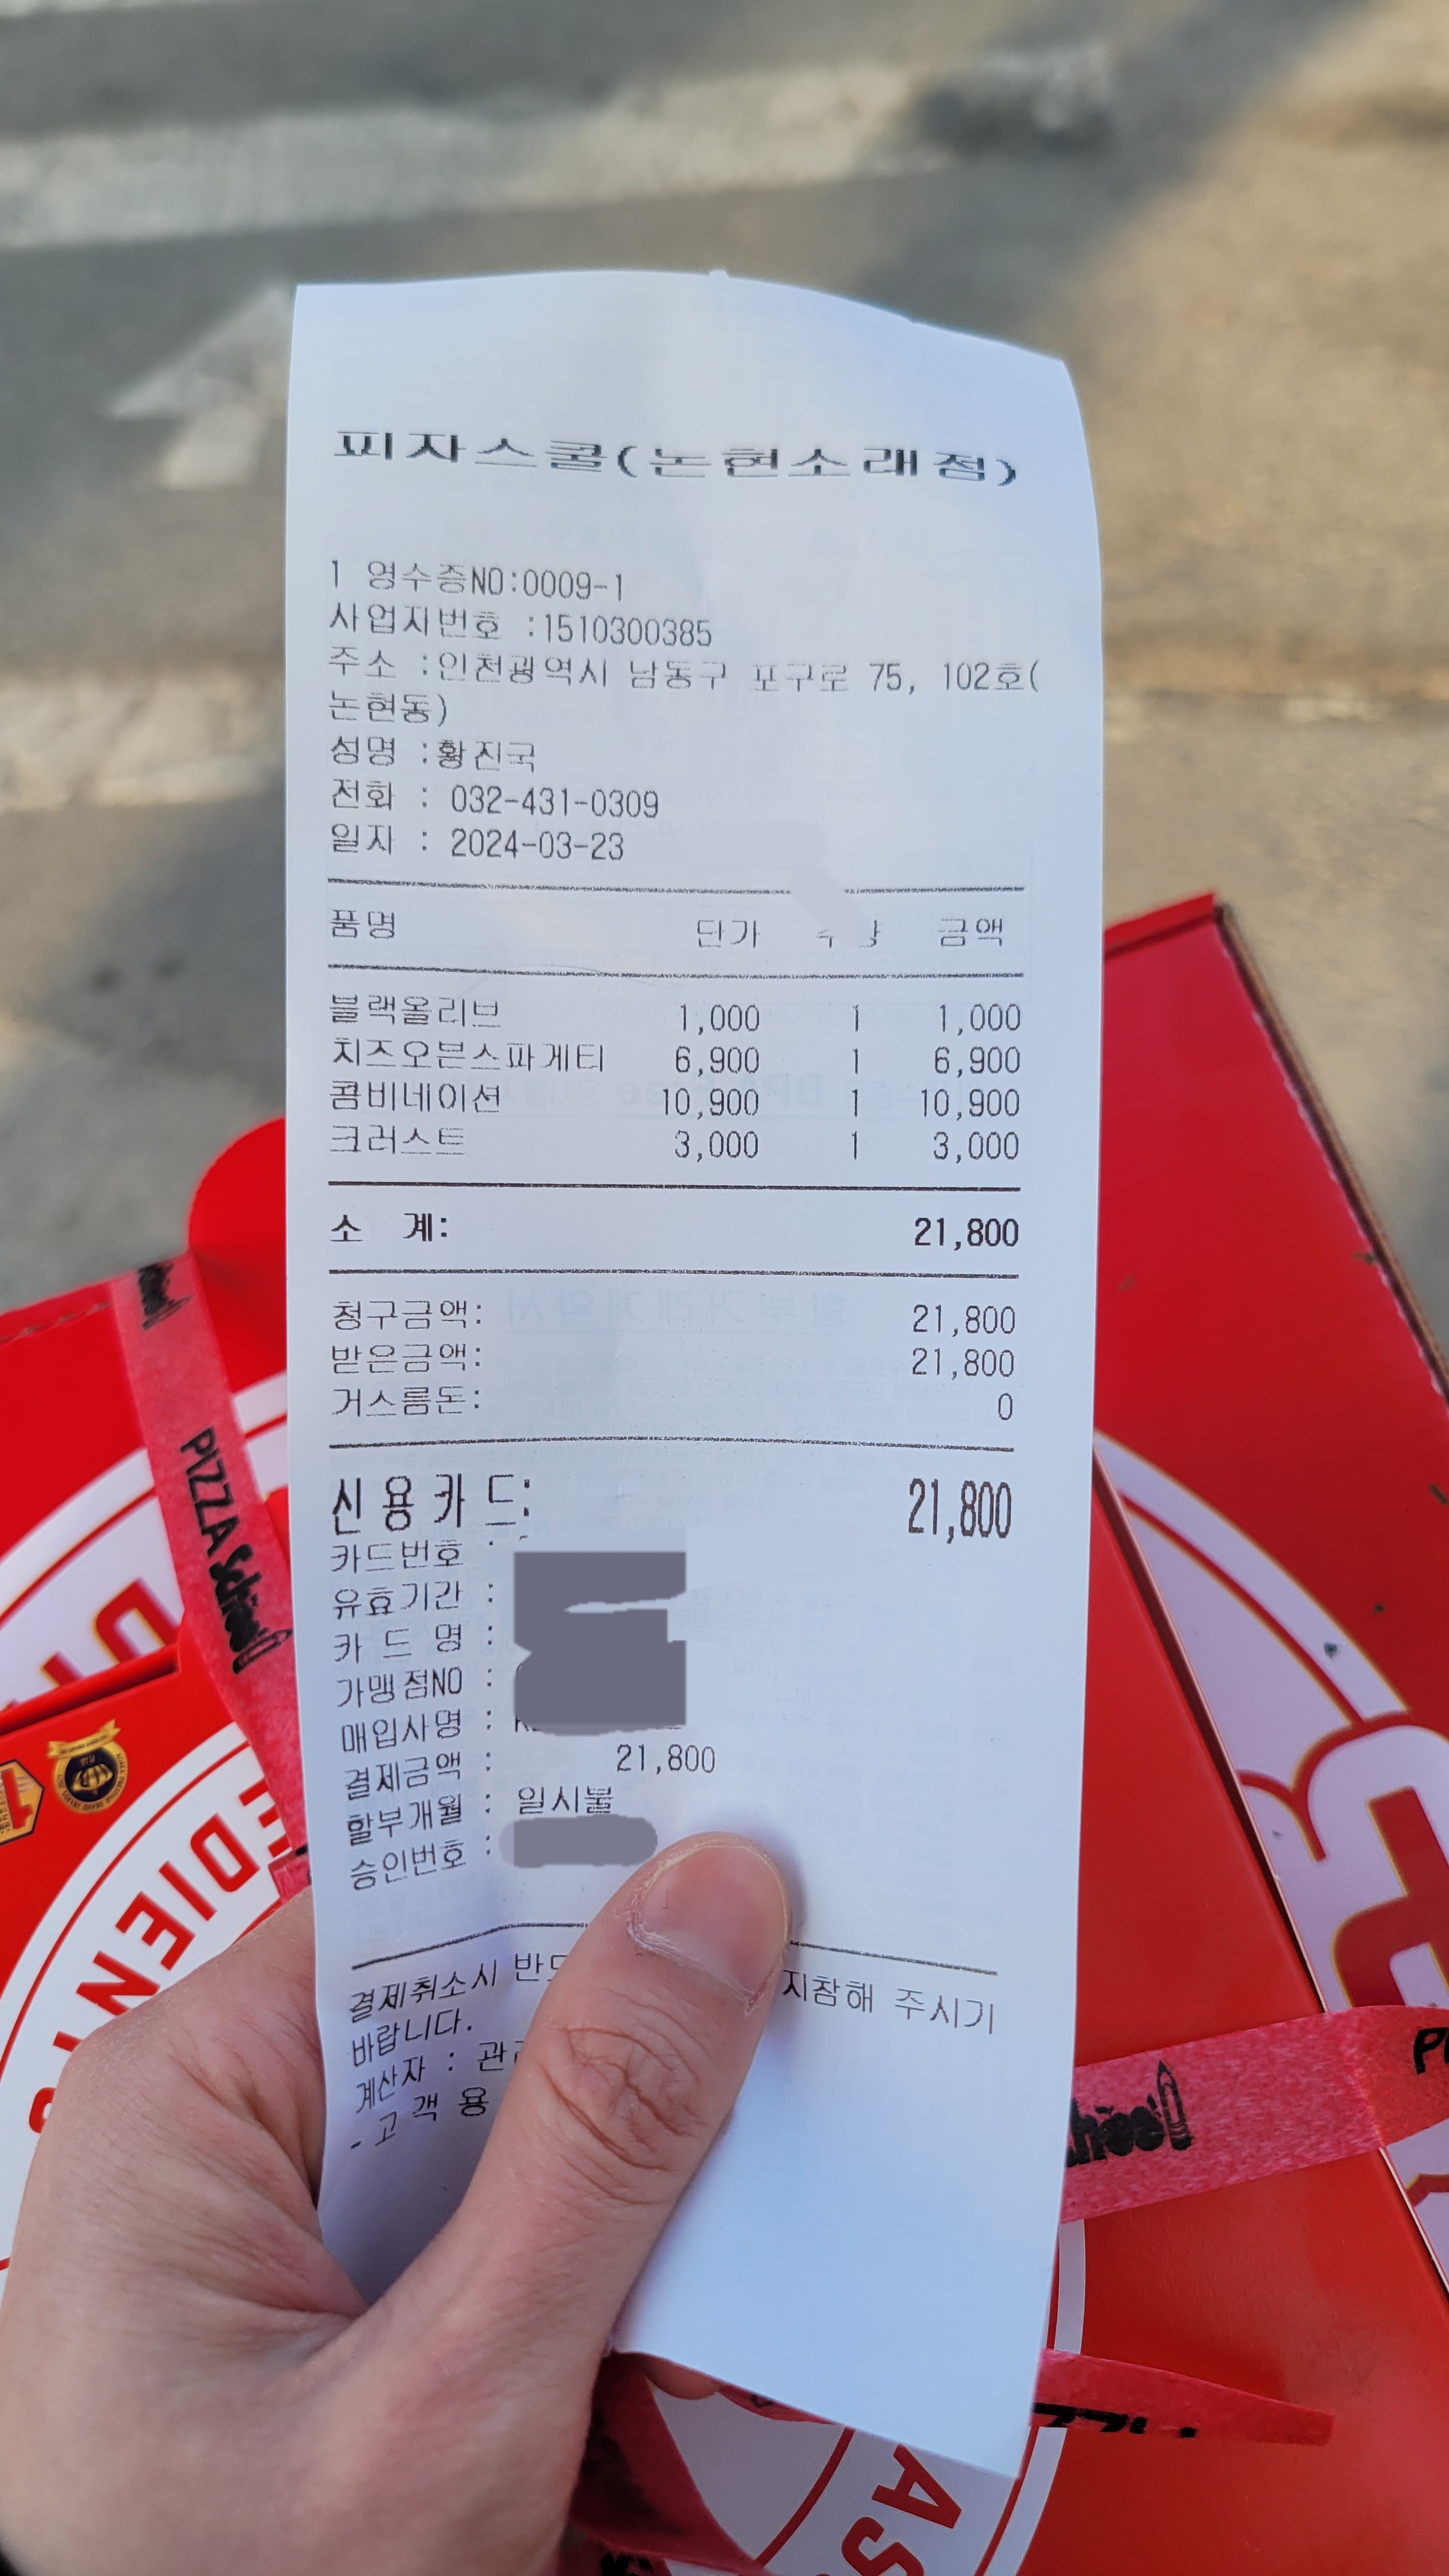 피자스쿨(논현소래점)
1 영수증NO:0009-1
사업자번호 :1510300385
주소 :인천광역시 남동구 포구로 75, 102호(
논현동)
성명 :황진국
전화 : 032-431-0309
일자 : 2024-03-23
품명 단가 금액
블랙올리브 1,000 1 1,000
치즈오븐스파게티 6,900 1 6,900
콤비네이션 10,900 1 10,900
크러스트 3,000 1 3,000
소 계: 21,800
청구금액: 21,800
받은금액: 21,800
거스름돈: 0
신용카드: 21,800
카드번호 :
유효기간 :
카 드 명 :
가맹점NO :
매입사명 :
결제금액 : 21,800
할부개월 : 일시불
승인번호 :
결제취소시 지참해 주시기
바랍니다.
계산자 :
- 고 객 용
PIZZA School